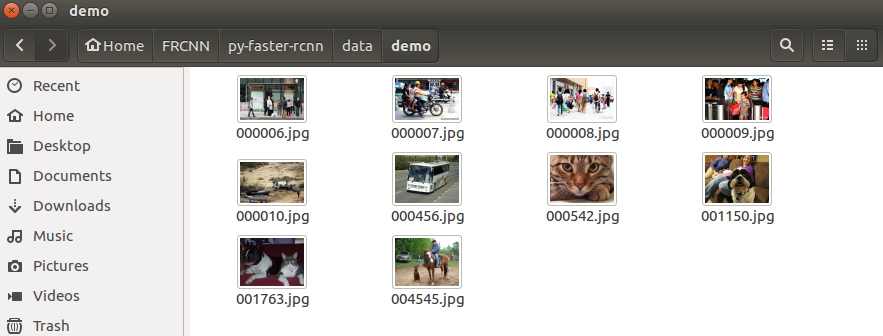 demo
Home FRCNN py-faster-rcnn data demo
Recent
Home
Desktop
Documents
Downloads
Music
Pictures
Videos
Trash
000006.jpg 000007.jpg 000008.jpg 000009.jpg
000010.jpg 000456.jpg 000542.jpg 001150.jpg
001763.jpg 004545.jpg